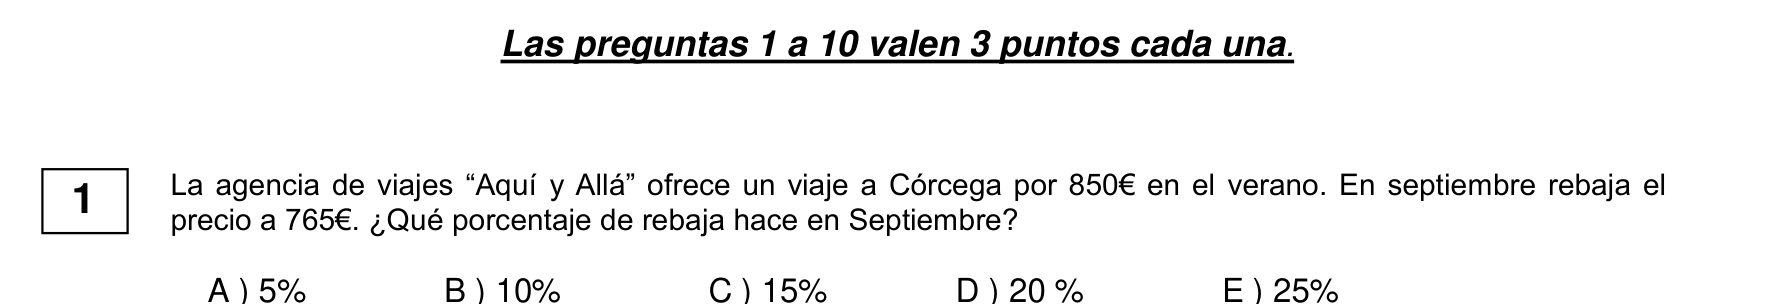 Las preguntas 1 a 10 valen 3 puntos cada una.
1
La agencia de viajes “Aquí y Allá” ofrece un viaje a Córcega por 850€ en el verano. En septiembre rebaja el
precio a 765€. ¿Qué porcentaje de rebaja hace en Septiembre?
A ) 5% B ) 10% C ) 15% D ) 20 % E ) 25%